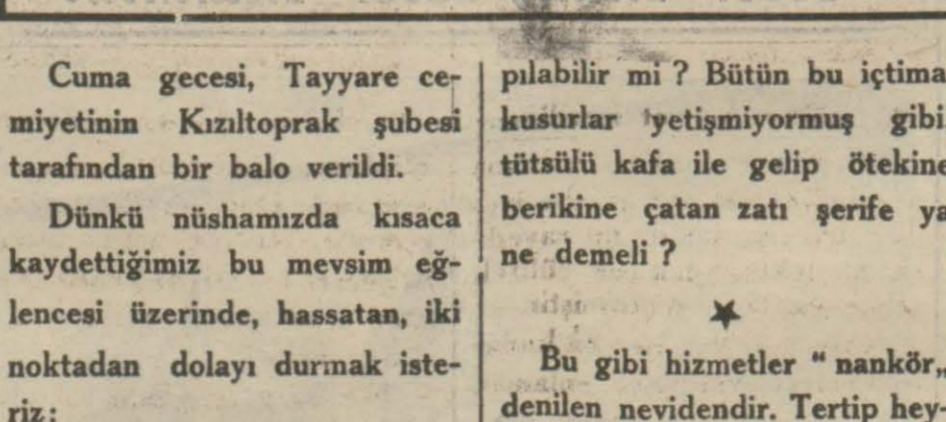 Cuma gecesi, Tayyare ce-
miyetinin Kızıltoprak şubesi
tarafından bir balo verildi.
Dünkü nüshamızda kısaca
kaydettiğimiz bu mevsim eğ-
lencesi üzerinde, hassatan, iki
noktadan dolayı durmak iste-
riz:
pılabilir mi ? Bütün bu içtima
kusurlar yetişmiyormuş gibi
tütsülü kafa ile gelip ötekine
berikine çatan zatı şerife ya
ne demeli ?
★
Bu gibi hizmetler “ nankör„
denilen nevidendir. Tertip hey-